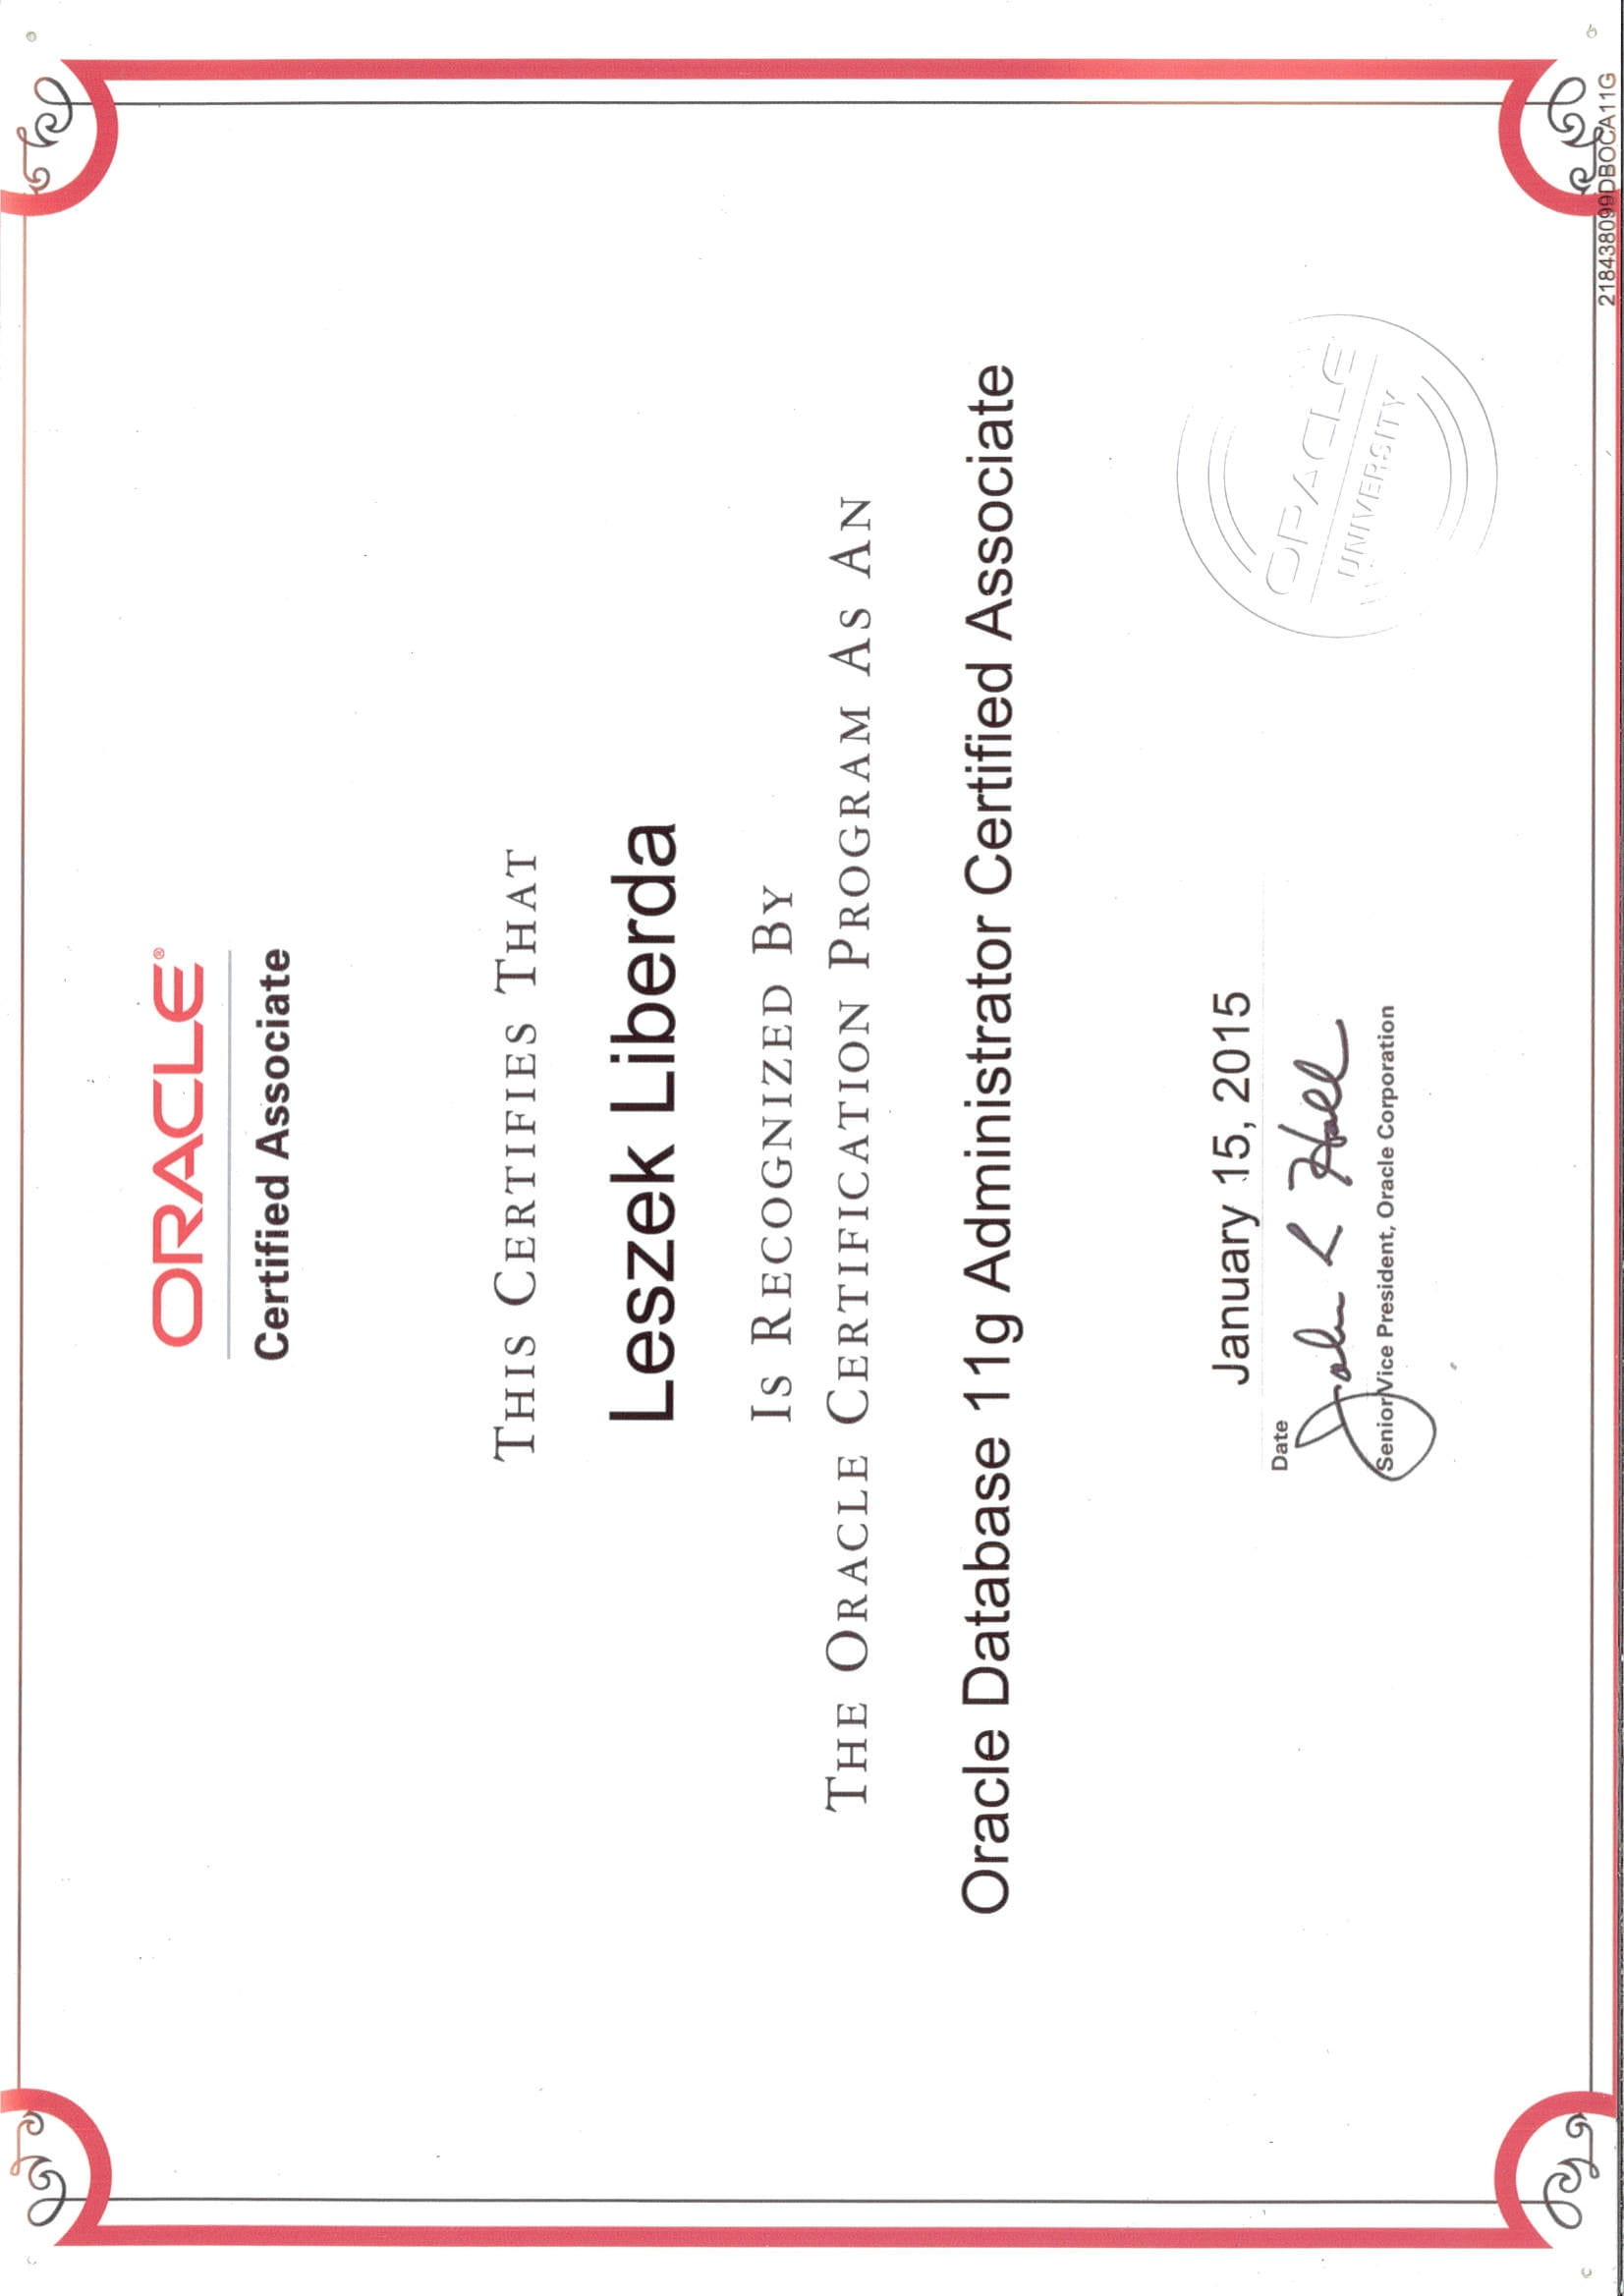 ORACLE®
Certified Associate
THIS CERTIFIES THAT
Leszek Liberda
IS RECOGNIZED BY
THE ORACLE CERTIFICATION PROGRAM AS AN
Oracle Database 11g Administrator Certified Associate
January 15, 2015
Date
John L Hall
Senior Vice President, Oracle Corporation
ORACLE
UNIVERSITY
218438099DBOCA11G